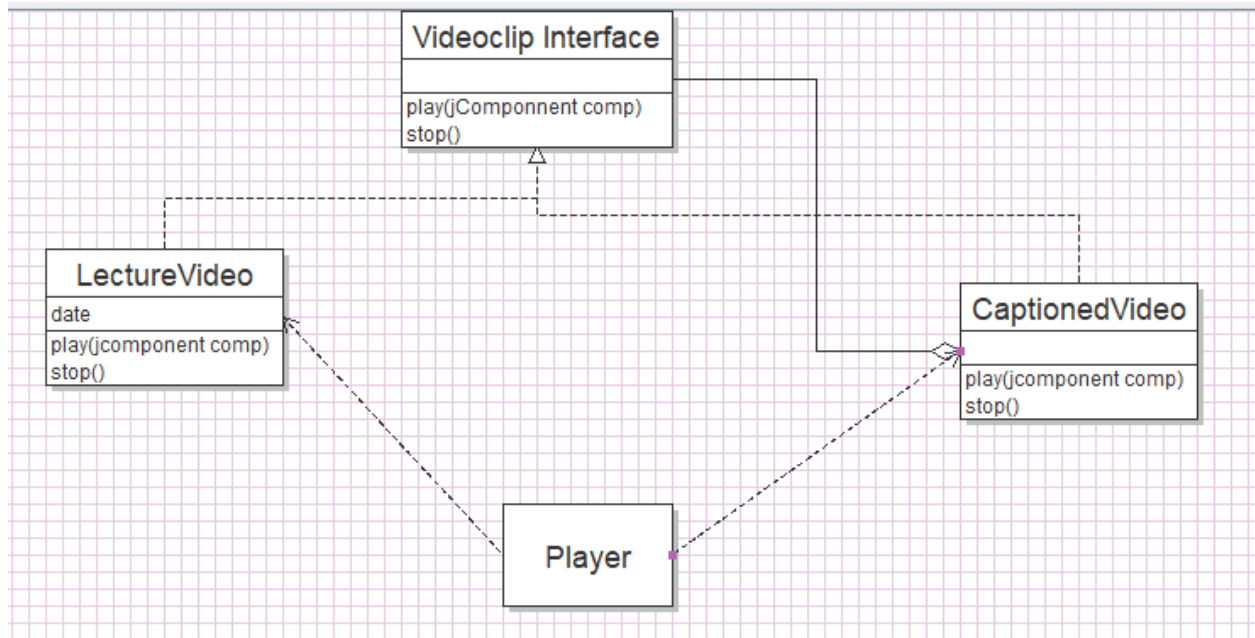 Videoclip Interface
play(jComponnent comp)
stop()
LectureVideo
date
play(jcomponent comp)
stop()
CaptionedVideo
play(jcomponent comp)
stop()
Player